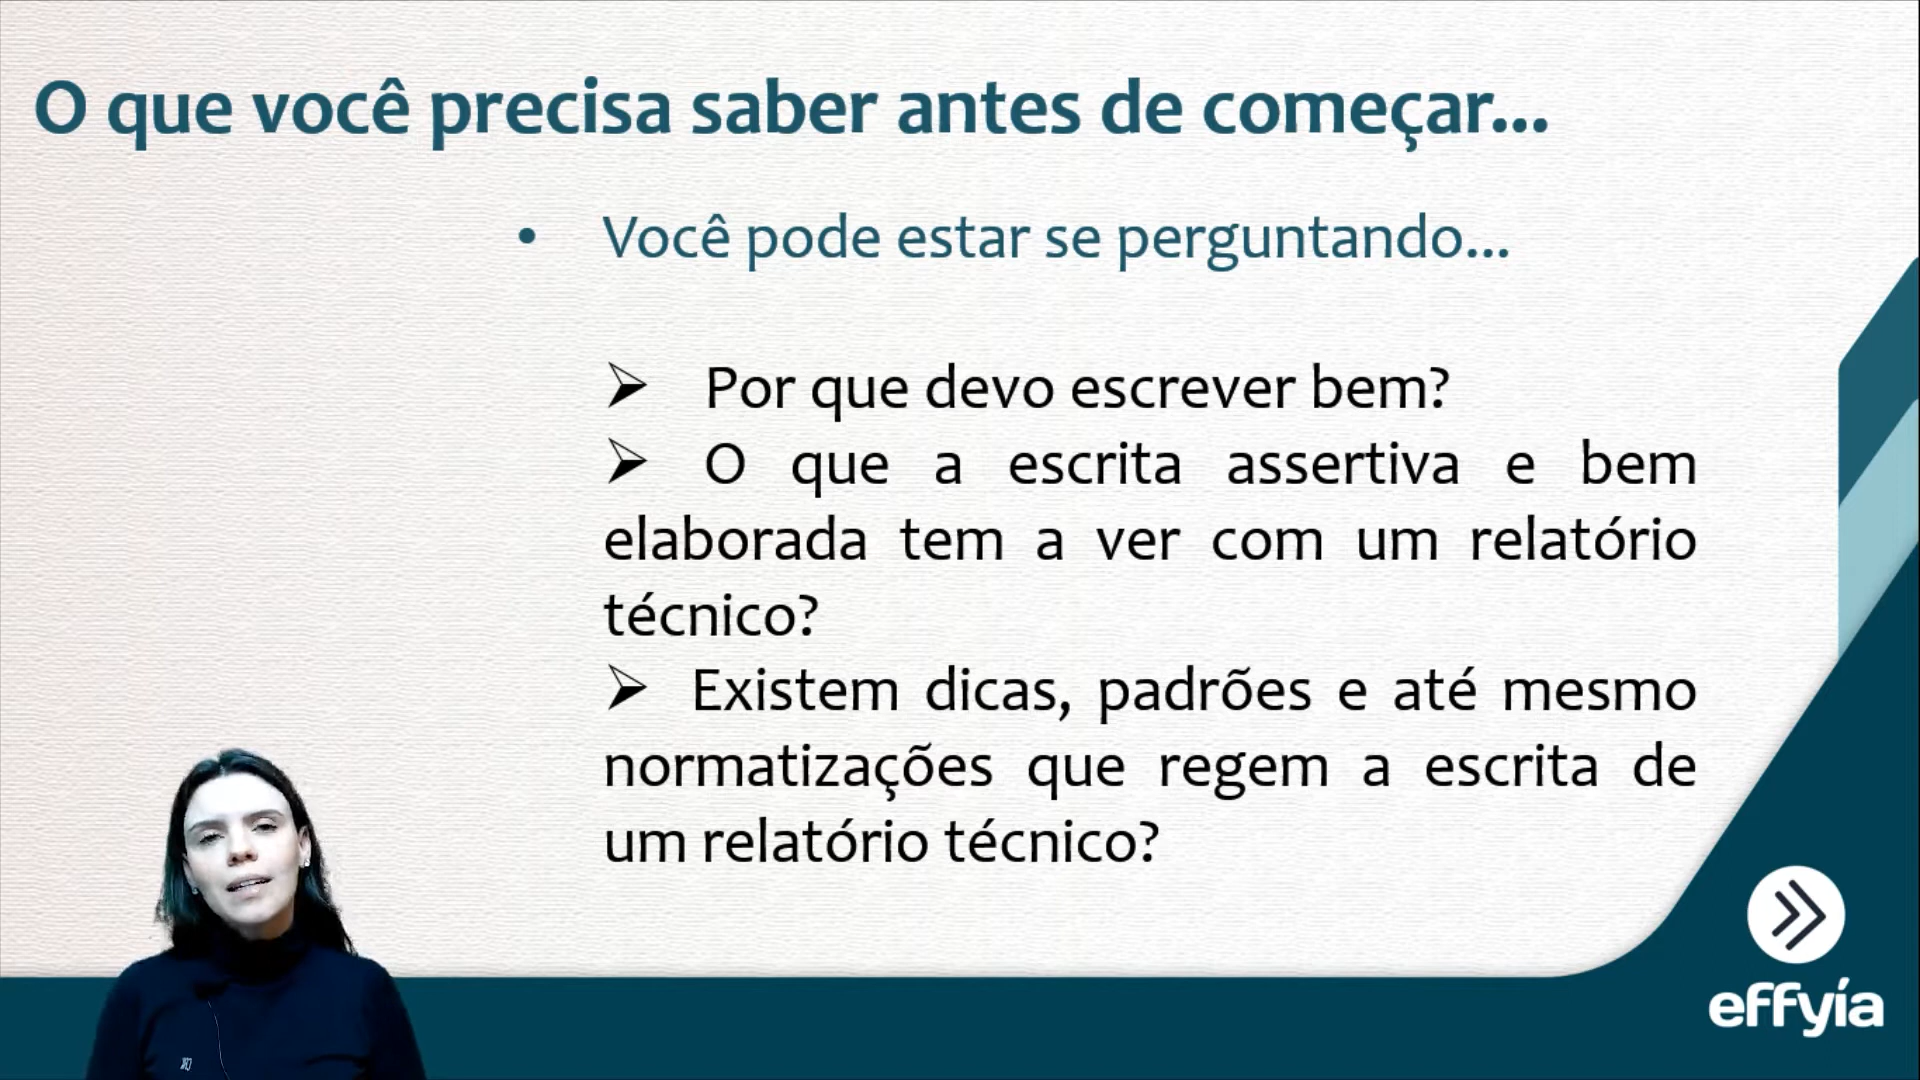 O que você precisa saber antes de começar...
• Você pode estar se perguntando...
➢ Por que devo escrever bem?
➢ O que a escrita assertiva e bem
elaborada tem a ver com um relatório
técnico?
➢ Existem dicas, padrões e até mesmo
normatizações que regem a escrita de
um relatório técnico?
effyía